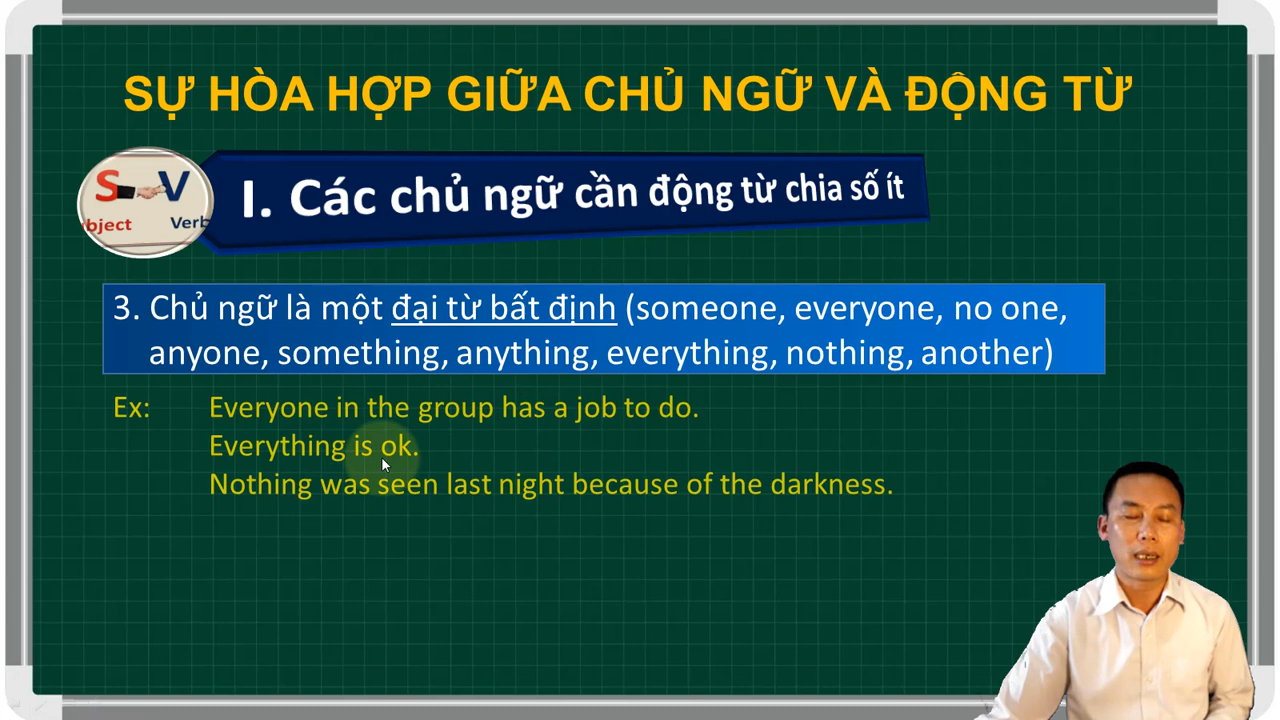 SỰ HÒA HỢP GIỮA CHỦ NGỮ VÀ ĐỘNG TỪ
S V
bject Verb
I. Các chủ ngữ cần động từ chia số ít
3. Chủ ngữ là một đại từ bất định (someone, everyone, no one,
anyone, something, anything, everything, nothing, another)
Ex: Everyone in the group has a job to do.
Everything is ok.
Nothing was seen last night because of the darkness.